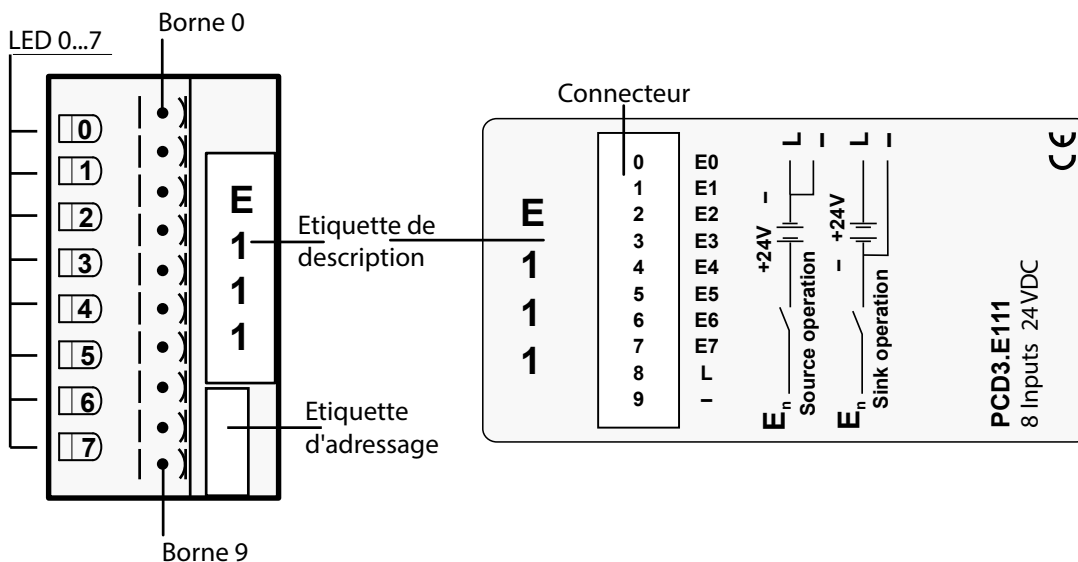 Borne 0
LED 0...7
0
1
2
3
4
5
6
7
E
1
1
1
Etiquette de
description
Etiquette
d'adressage
Borne 9
Connecteur
E
1
1
1
0 E0
1 E1
2 E2
3 E3
4 E4
5 E5
6 E6
7 E7
8 L
9 –
En +24V – L –
Source operation
En – +24V L –
Sink operation
PCD3.E111
8 Inputs 24 VDC
CE